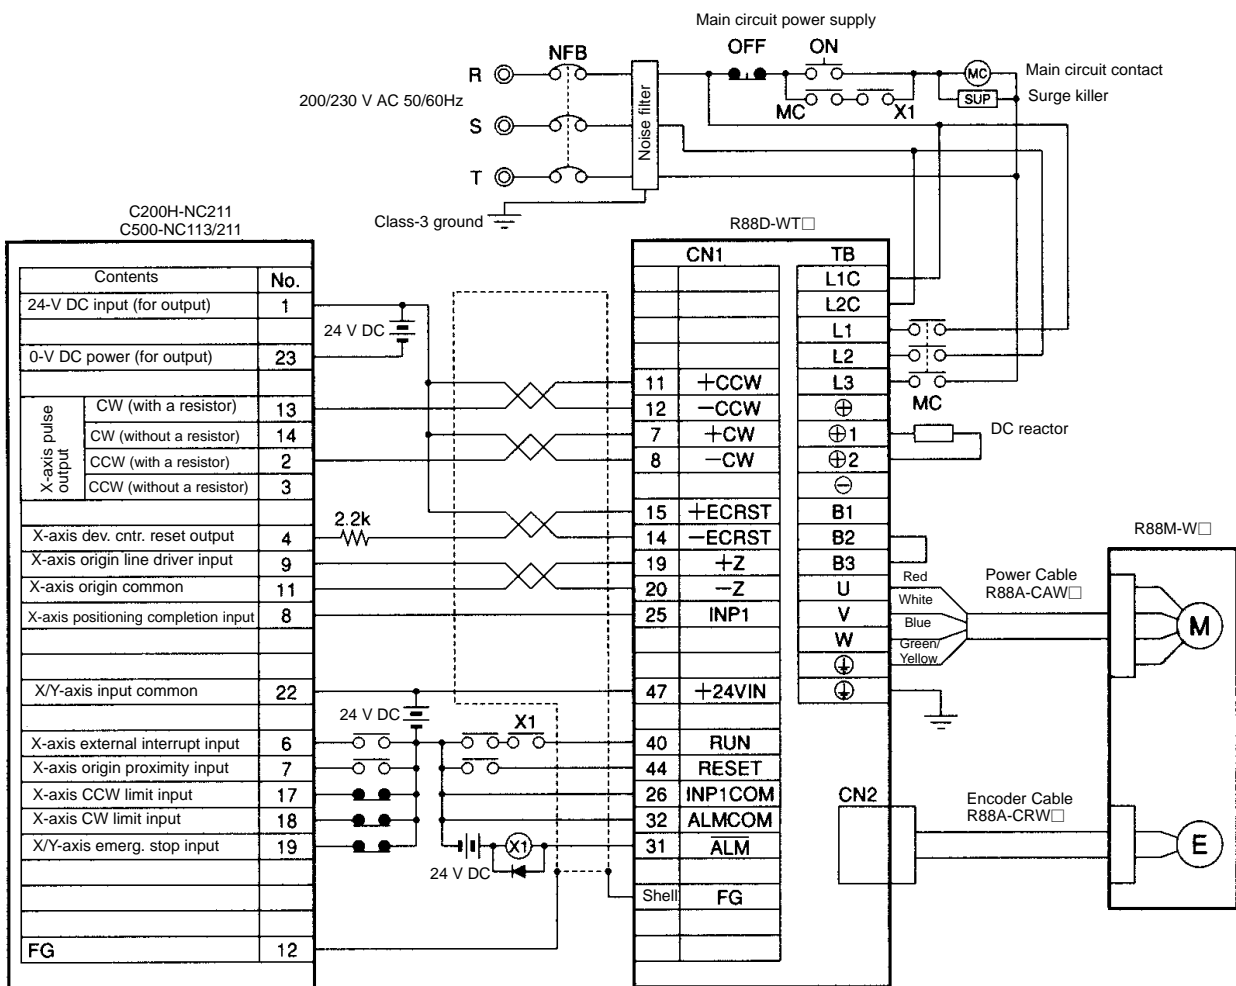 Main circuit power supply
OFF ON
NFB
R
MC Main circuit contact
SUP Surge killer
MC X1
200/230 V AC 50/60Hz
Noise filter
S
T
Class-3 ground
C200H-NC211
C500-NC113/211
R88D-WT□
Contents No.
24-V DC input (for output) 1
24 V DC
0-V DC power (for output) 23
X-axis pulse output
CW (with a resistor) 13
CW (without a resistor) 14
CCW (with a resistor) 2
CCW (without a resistor) 3
2.2k
X-axis dev. cntr. reset output 4
X-axis origin line driver input 9
X-axis origin common 11
X-axis positioning completion input 8
X/Y-axis input common 22
24 V DC
X1
X-axis external interrupt input 6
X-axis origin proximity input 7
X-axis CCW limit input 17
X-axis CW limit input 18
X/Y-axis emerg. stop input 19
X1
24 V DC
FG 12
CN1
11 +CCW
12 −CCW
7 +CW
8 −CW
15 +ECRST
14 −ECRST
19 +Z
20 −Z
25 INP1
47 +24VIN
40 RUN
44 RESET
26 INP1COM
32 ALMCOM
31 ALM
Shell FG
TB
L1C
L2C
L1
L2
L3
MC
⊕
⊕1
⊕2
DC reactor
⊖
B1
B2
B3
U
V
W
Red
White
Blue
Green/
Yellow
Power Cable
R88A-CAW□
R88M-W□
M
CN2
Encoder Cable
R88A-CRW□
E